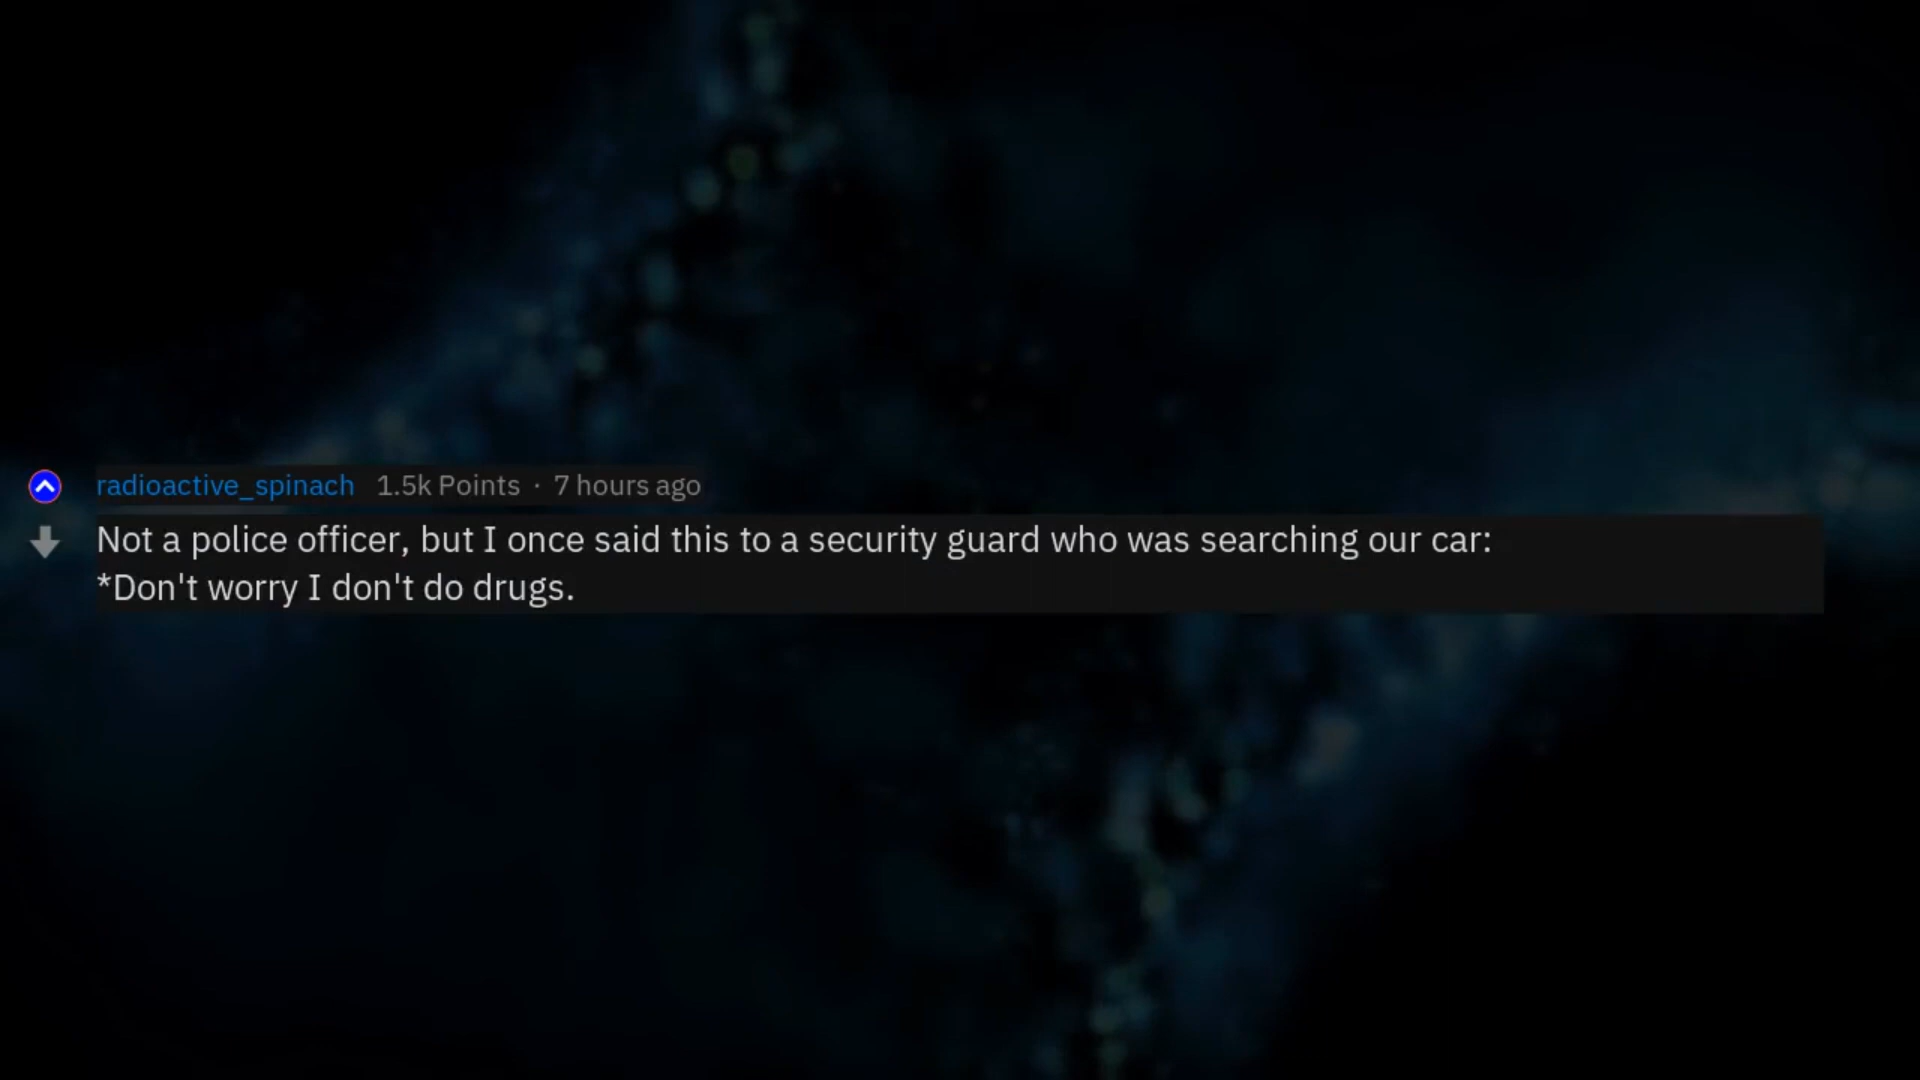 radioactive_spinach 1.5k Points · 7 hours ago
Not a police officer, but I once said this to a security guard who was searching our car:
*Don't worry I don't do drugs.